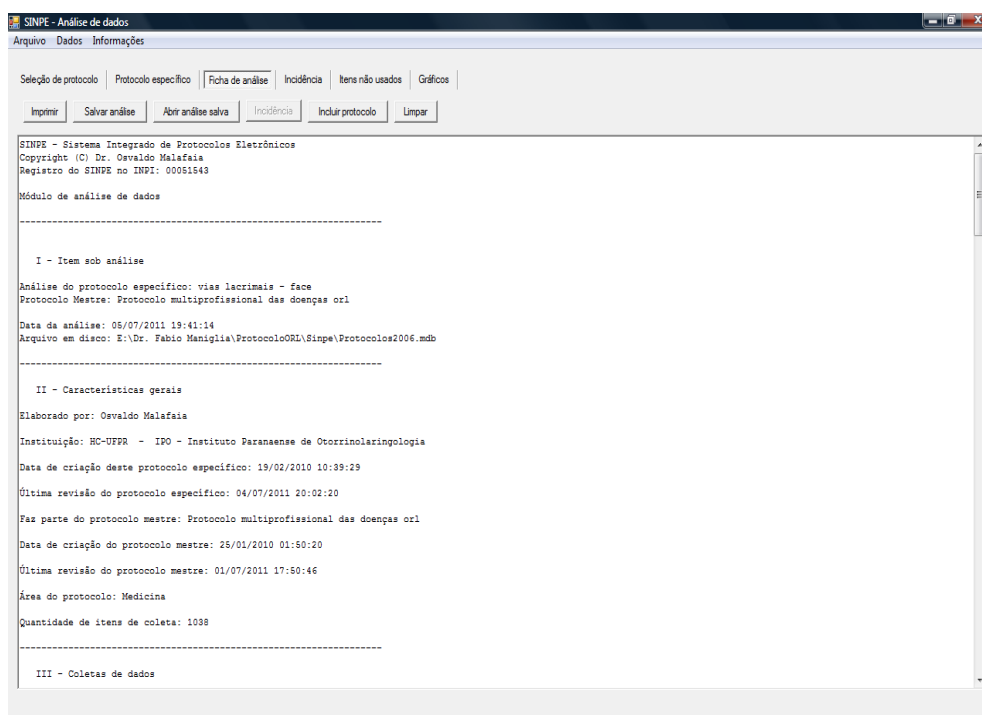 SINPE - Análise de dados
Arquivo Dados Informações
Seleção de protocolo Protocolo específico Ficha de análise Incidência Itens não usados Gráficos
Imprimir Salvar análise Abrir análise salva Incidência Incluir protocolo Limpar
SINPE - Sistema Integrado de Protocolos Eletrônicos
Copyright (C) Dr. Osvaldo Malafaia
Registro do SINPE no INPI: 00051543
Módulo de análise de dados
--------------------------------------------------------------------
I - Item sob análise
Análise do protocolo específico: vias lacrimais - face
Protocolo Mestre: Protocolo multiprofissional das doenças orl
Data da análise: 05/07/2011 19:41:14
Arquivo em disco: E:\Dr. Fabio Maniglia\ProtocoloORL\Sinpe\Protocolos2006.mdb
--------------------------------------------------------------------
II - Características gerais
Elaborado por: Osvaldo Malafaia
Instituição: HC-UFPR - IPO - Instituto Paranaense de Otorrinolaringologia
Data de criação deste protocolo específico: 19/02/2010 10:39:29
Última revisão do protocolo específico: 04/07/2011 20:02:20
Faz parte do protocolo mestre: Protocolo multiprofissional das doenças orl
Data de criação do protocolo mestre: 25/01/2010 01:50:20
Última revisão do protocolo mestre: 01/07/2011 17:50:46
Área do protocolo: Medicina
Quantidade de itens de coleta: 1038
--------------------------------------------------------------------
III - Coletas de dados